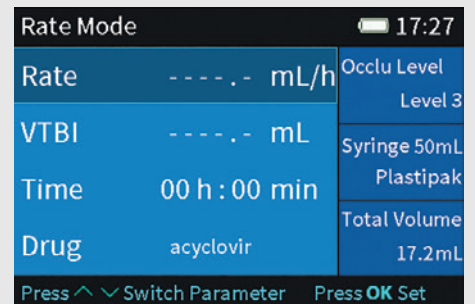 Rate Mode 17:27
Rate ----.- mL/h
VTBI ----.- mL
Time 00 h : 00 min
Drug acyclovir
Occlu Level
Level 3
Syringe 50mL
Plastipak
Total Volume
17.2mL
Press ︿ ﹀ Switch Parameter Press OK Set